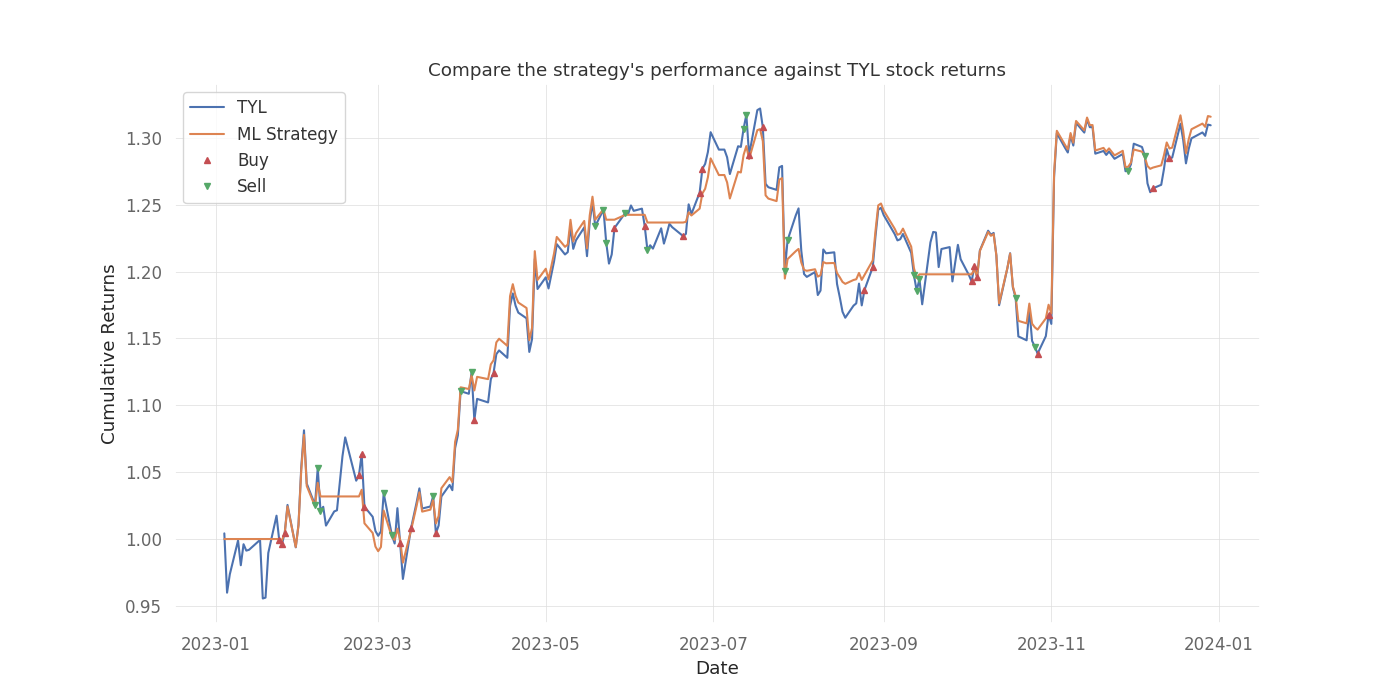 Compare the strategy's performance against TYL stock returns
TYL
ML Strategy
Buy
Sell
1.30
1.25
1.20
1.15
1.10
1.05
1.00
0.95
Cumulative Returns
2023-01
2023-03
2023-05
2023-07
2023-09
2023-11
2024-01
Date